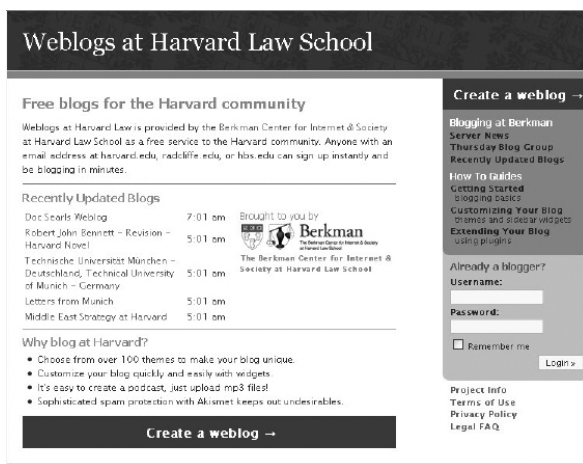 Weblogs at Harvard Law School
Free blogs for the Harvard community
Weblogs at Harvard Law is provided by the Berkman Center for Internet & Society
at Harvard Law School as a free service to the Harvard community. Anyone with an
email address at harvard.edu, radcliffe.edu, or hbs.edu can sign up instantly and
be blogging in minutes.
Recently Updated Blogs
Doc Searls Weblog 7:01 am
Robert John Bennett – Revision –
Harvard Novel 5:01 am
Technische Universität München –
Deutschland, Technical University 5:01 am
of Munich – Germany
Letters from Munich 5:01 am
Middle East Strategy at Harvard 5:01 am
Brought to you by
Berkman
The Berkman Center for Internet & Society
at Harvard Law School
The Berkman Center for Internet &
Society at Harvard Law School
Why blog at Harvard?
• Choose from over 100 themes to make your blog unique.
• Customize your blog quickly and easily with widgets.
• It's easy to create a podcast, just upload mp3 files!
• Sophisticated spam protection with Akismet keeps out undesirables.
Create a weblog →
Create a weblog →
Blogging at Berkman
Server News
Thursday Blog Group
Recently Updated Blogs
How To Guides
Getting Started
blogging basics
Customizing Your Blog
themes and sidebar widgets
Extending Your Blog
using plugins
Already a blogger?
Username:
Password:
Remember me
Login »
Project Info
Terms of Use
Privacy Policy
Legal FAQ